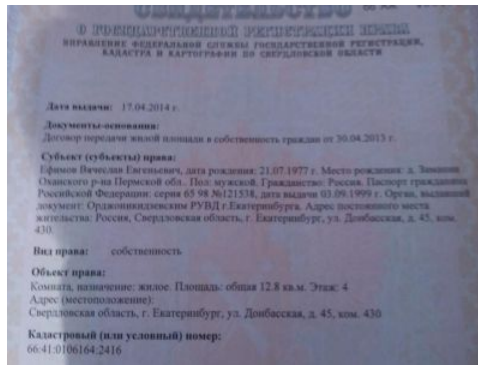 СВИДЕТЕЛЬСТВО
О ГОСУДАРСТВЕННОЙ РЕГИСТРАЦИИ ПРАВА
УПРАВЛЕНИЕ ФЕДЕРАЛЬНОЙ СЛУЖБЫ ГОСУДАРСТВЕННОЙ РЕГИСТРАЦИИ,
КАДАСТРА И КАРТОГРАФИИ ПО СВЕРДЛОВСКОЙ ОБЛАСТИ
Дата выдачи: 17.04.2014 г.
Документы-основания:
Договор передачи жилой площади в собственность граждан от 30.04.2013 г.
Субъект (субъекты) права:
Ефимов Вячеслав Евгеньевич, дата рождения: 21.07.1977 г. Место рождения: д.
Оханского р-на Пермской обл.. Пол: мужской. Гражданство: Россия. Паспорт гражданина
Российской Федерации: серия 65 98 №121538, дата выдачи 03.09.1999 г. Орган, выдавший
документ: Орджоникидзевским РУВД г.Екатеринбурга. Адрес постоянного места
жительства: Россия, Свердловская область, г. Екатеринбург, ул. Донбасская, д. 45, ком.
430.
Вид права: собственность
Объект права:
Комната, назначение: жилое. Площадь: общая 12.8 кв.м. Этаж: 4
Адрес (местоположение):
Свердловская область, г. Екатеринбург, ул. Донбасская, д. 45, ком. 430
Кадастровый (или условный) номер:
66:41:0106164:2416